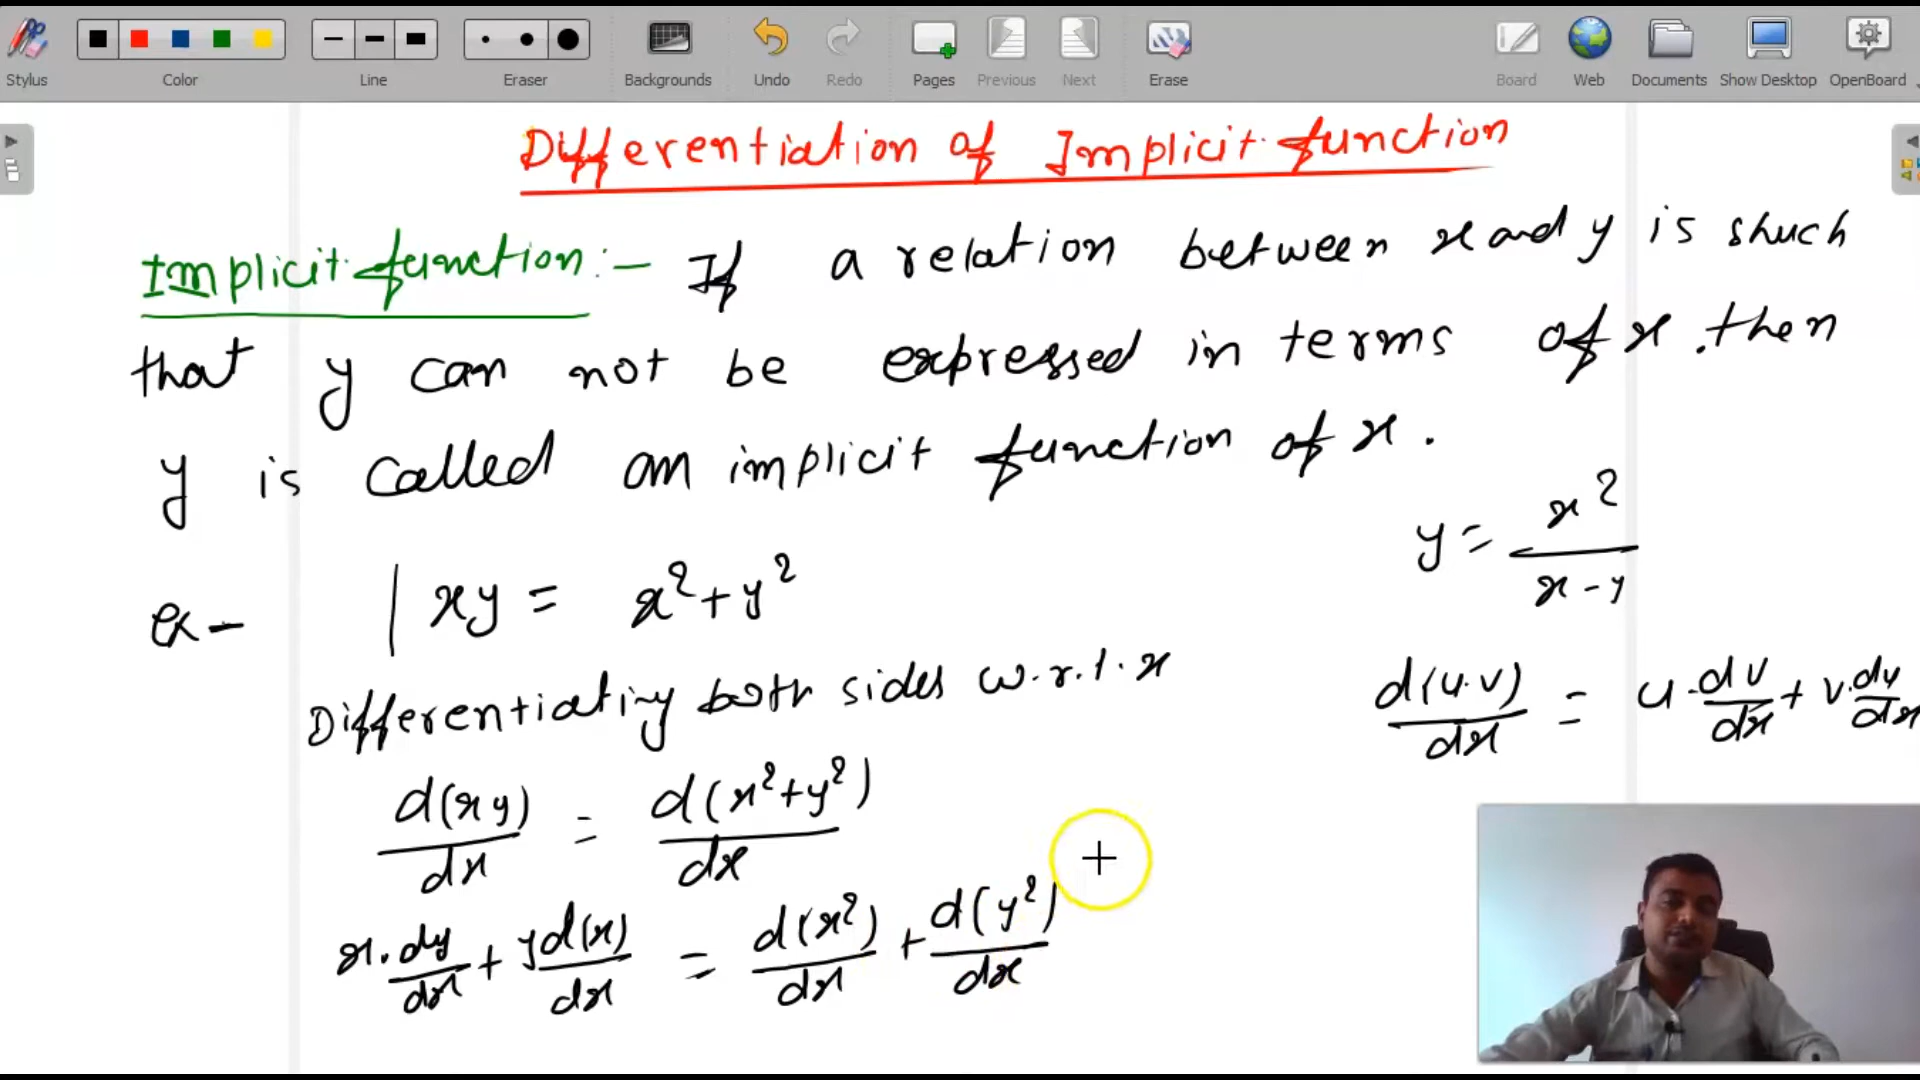 Stylus Color Line Eraser Backgrounds Undo Redo Pages Previous Next Erase Board Web Documents Show Desktop OpenBoard
Differentiation of Implicit function
Implicit function :- If a relation between x and y is shuch
that y can not be expressed in terms of x . then
y is called an implicit function of x .
y = x²/(x-y)
ex- | xy = x²+y²
Differentiating both sides w.r.t. x
d(u.v)/dx = u.dv/dx + v.du/dx
d(xy)/dx = d(x²+y²)/dx
x.dy/dx + y d(x)/dx = d(x²)/dx + d(y²)/dx